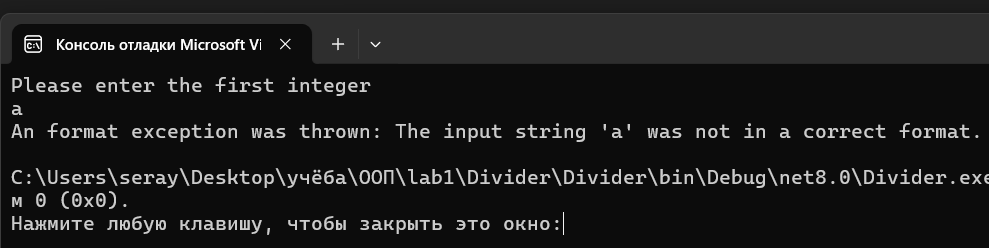 Консоль отладки Microsoft Vi
Please enter the first integer
a
An format exception was thrown: The input string 'a' was not in a correct format.
C:\Users\seray\Desktop\учёба\ООП\lab1\Divider\Divider\bin\Debug\net8.0\Divider.exe
м 0 (0x0).
Нажмите любую клавишу, чтобы закрыть это окно: